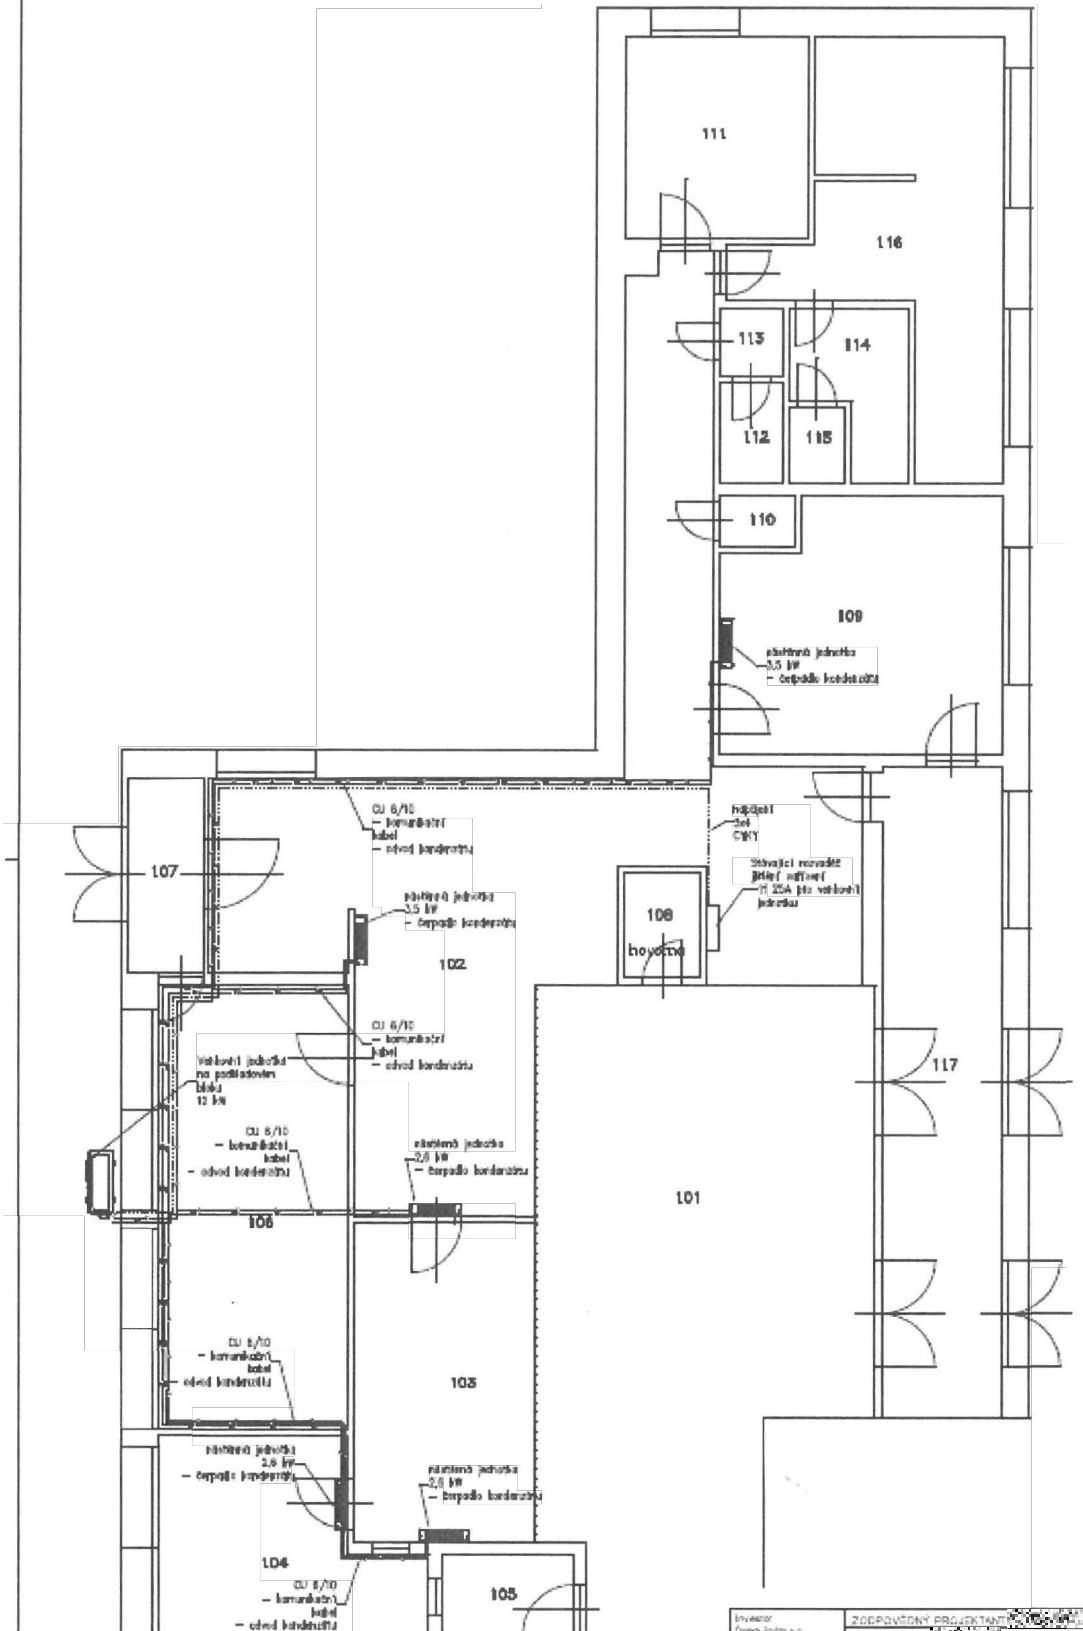 111
116
113
114
112
115
110
109
nástěnná jednotka
3,5 kW
- čerpadlo kondenzátu
CU 6/10
- komunikační
kabel
- odvod kondenzátu
napájení
CYKY
107
Stávající rozvaděč
jištění zařízení
25A pro venkovní
jednotku
nástěnná jednotka
3,5 kW
- čerpadlo kondenzátu
108
hovorna
102
CU 6/10
- komunikační
kabel
- odvod kondenzátu
Venkovní jednotka
na podkladovém
bloku
12 kW
117
CU 6/10
- komunikační
kabel
- odvod kondenzátu
nástěnná jednotka
2,6 kW
- čerpadlo kondenzátu
101
106
CU 6/10
- komunikační
kabel
- odvod kondenzátu
103
nástěnná jednotka
2,6 kW
- čerpadlo kondenzátu
nástěnná jednotka
2,6 kW
- čerpadlo kondenzátu
104
CU 6/10
- komunikační
kabel
- odvod kondenzátu
105
Investor
ZODPOVĚDNÝ PROJEKTANT